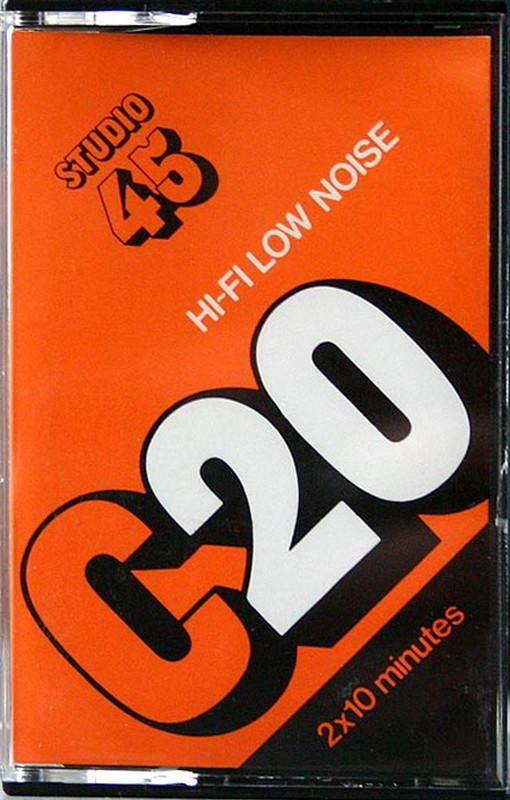 STUDIO
45
HI-FI LOW NOISE
C20
2x10 minutes